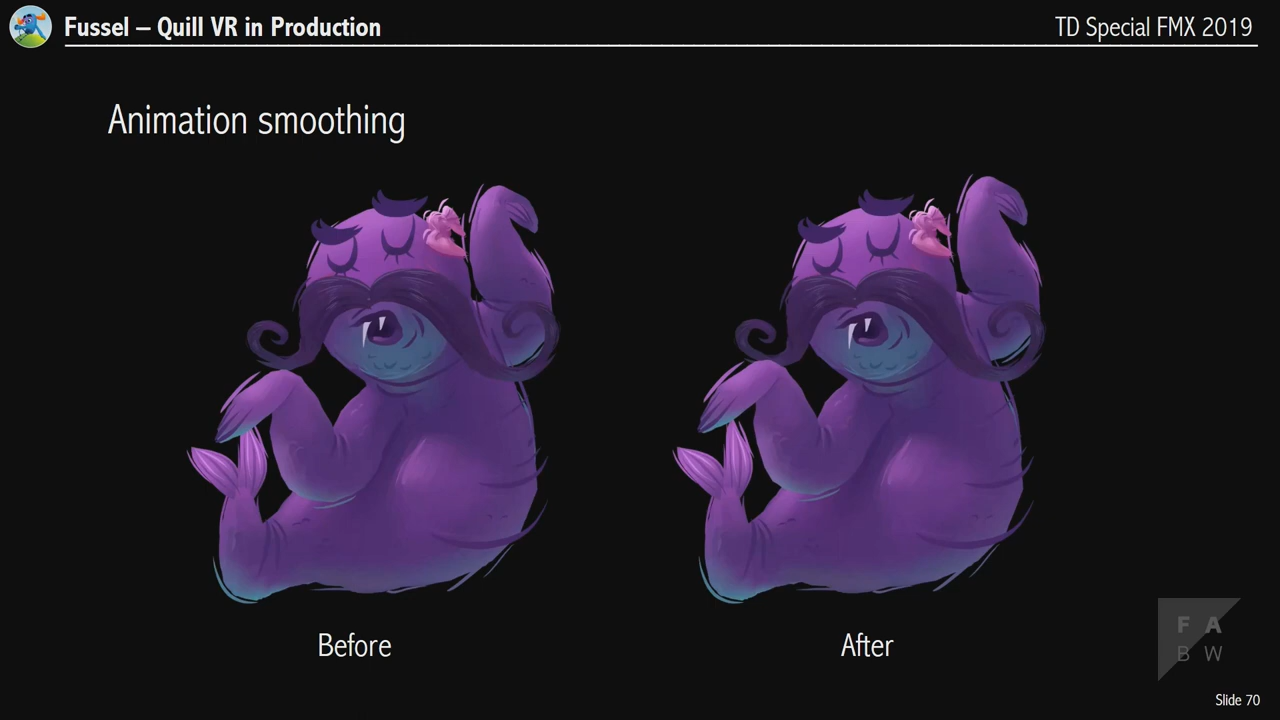 Fussel – Quill VR in Production
TD Special FMX 2019
Animation smoothing
Before
After
F A
B W
Slide 70